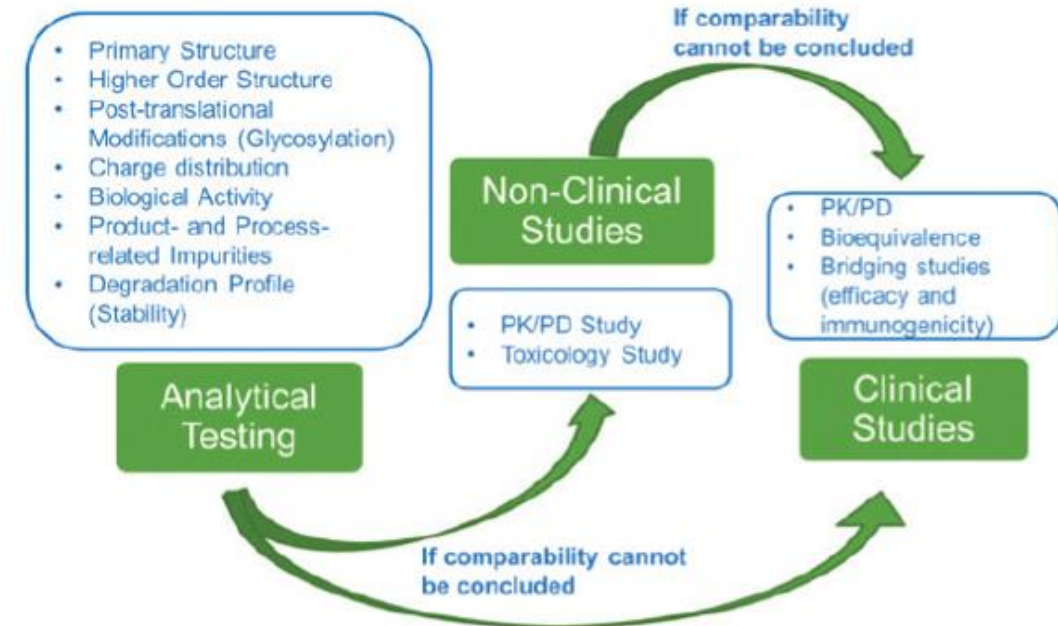 • Primary Structure
• Higher Order Structure
• Post-translational
Modifications (Glycosylation)
• Charge distribution
• Biological Activity
• Product- and Process-
related Impurities
• Degradation Profile
(Stability)
Analytical
Testing
If comparability
cannot be concluded
Non-Clinical
Studies
• PK/PD Study
• Toxicology Study
• PK/PD
• Bioequivalence
• Bridging studies
(efficacy and
immunogenicity)
Clinical
Studies
If comparability cannot
be concluded